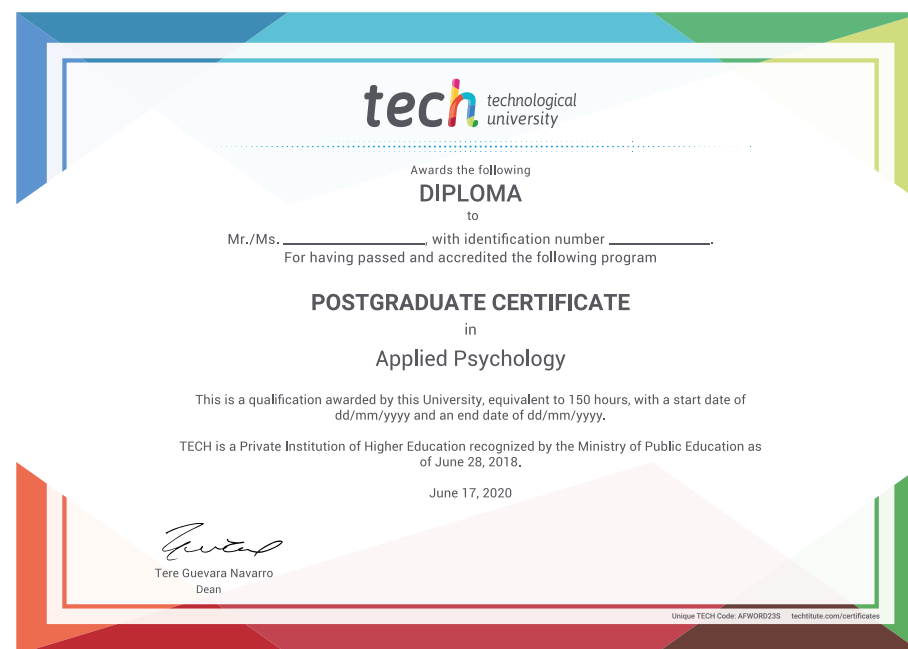 tech technological
university
Awards the following
DIPLOMA
to
Mr./Ms. ____________________, with identification number ______________.
For having passed and accredited the following program
POSTGRADUATE CERTIFICATE
in
Applied Psychology
This is a qualification awarded by this University, equivalent to 150 hours, with a start date of
dd/mm/yyyy and an end date of dd/mm/yyyy.
TECH is a Private Institution of Higher Education recognized by the Ministry of Public Education as
of June 28, 2018.
June 17, 2020
Tere Guevara Navarro
Dean
Unique TECH Code: AFWORD23S techtitute.com/certificates